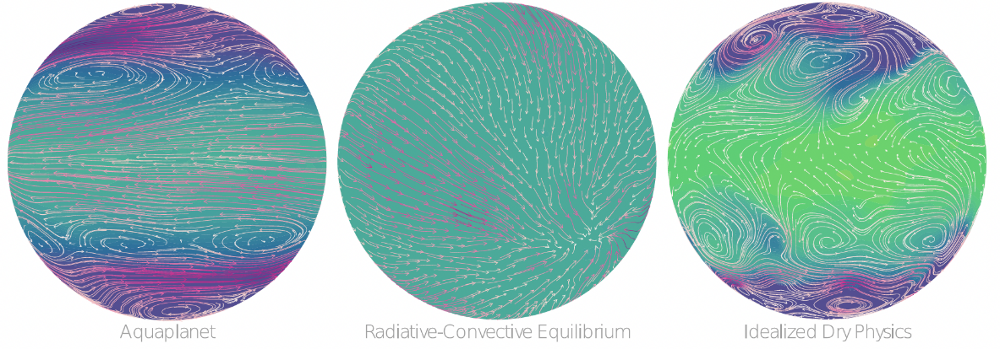 Aquaplanet
Radiative-Convective Equilibrium
Idealized Dry Physics